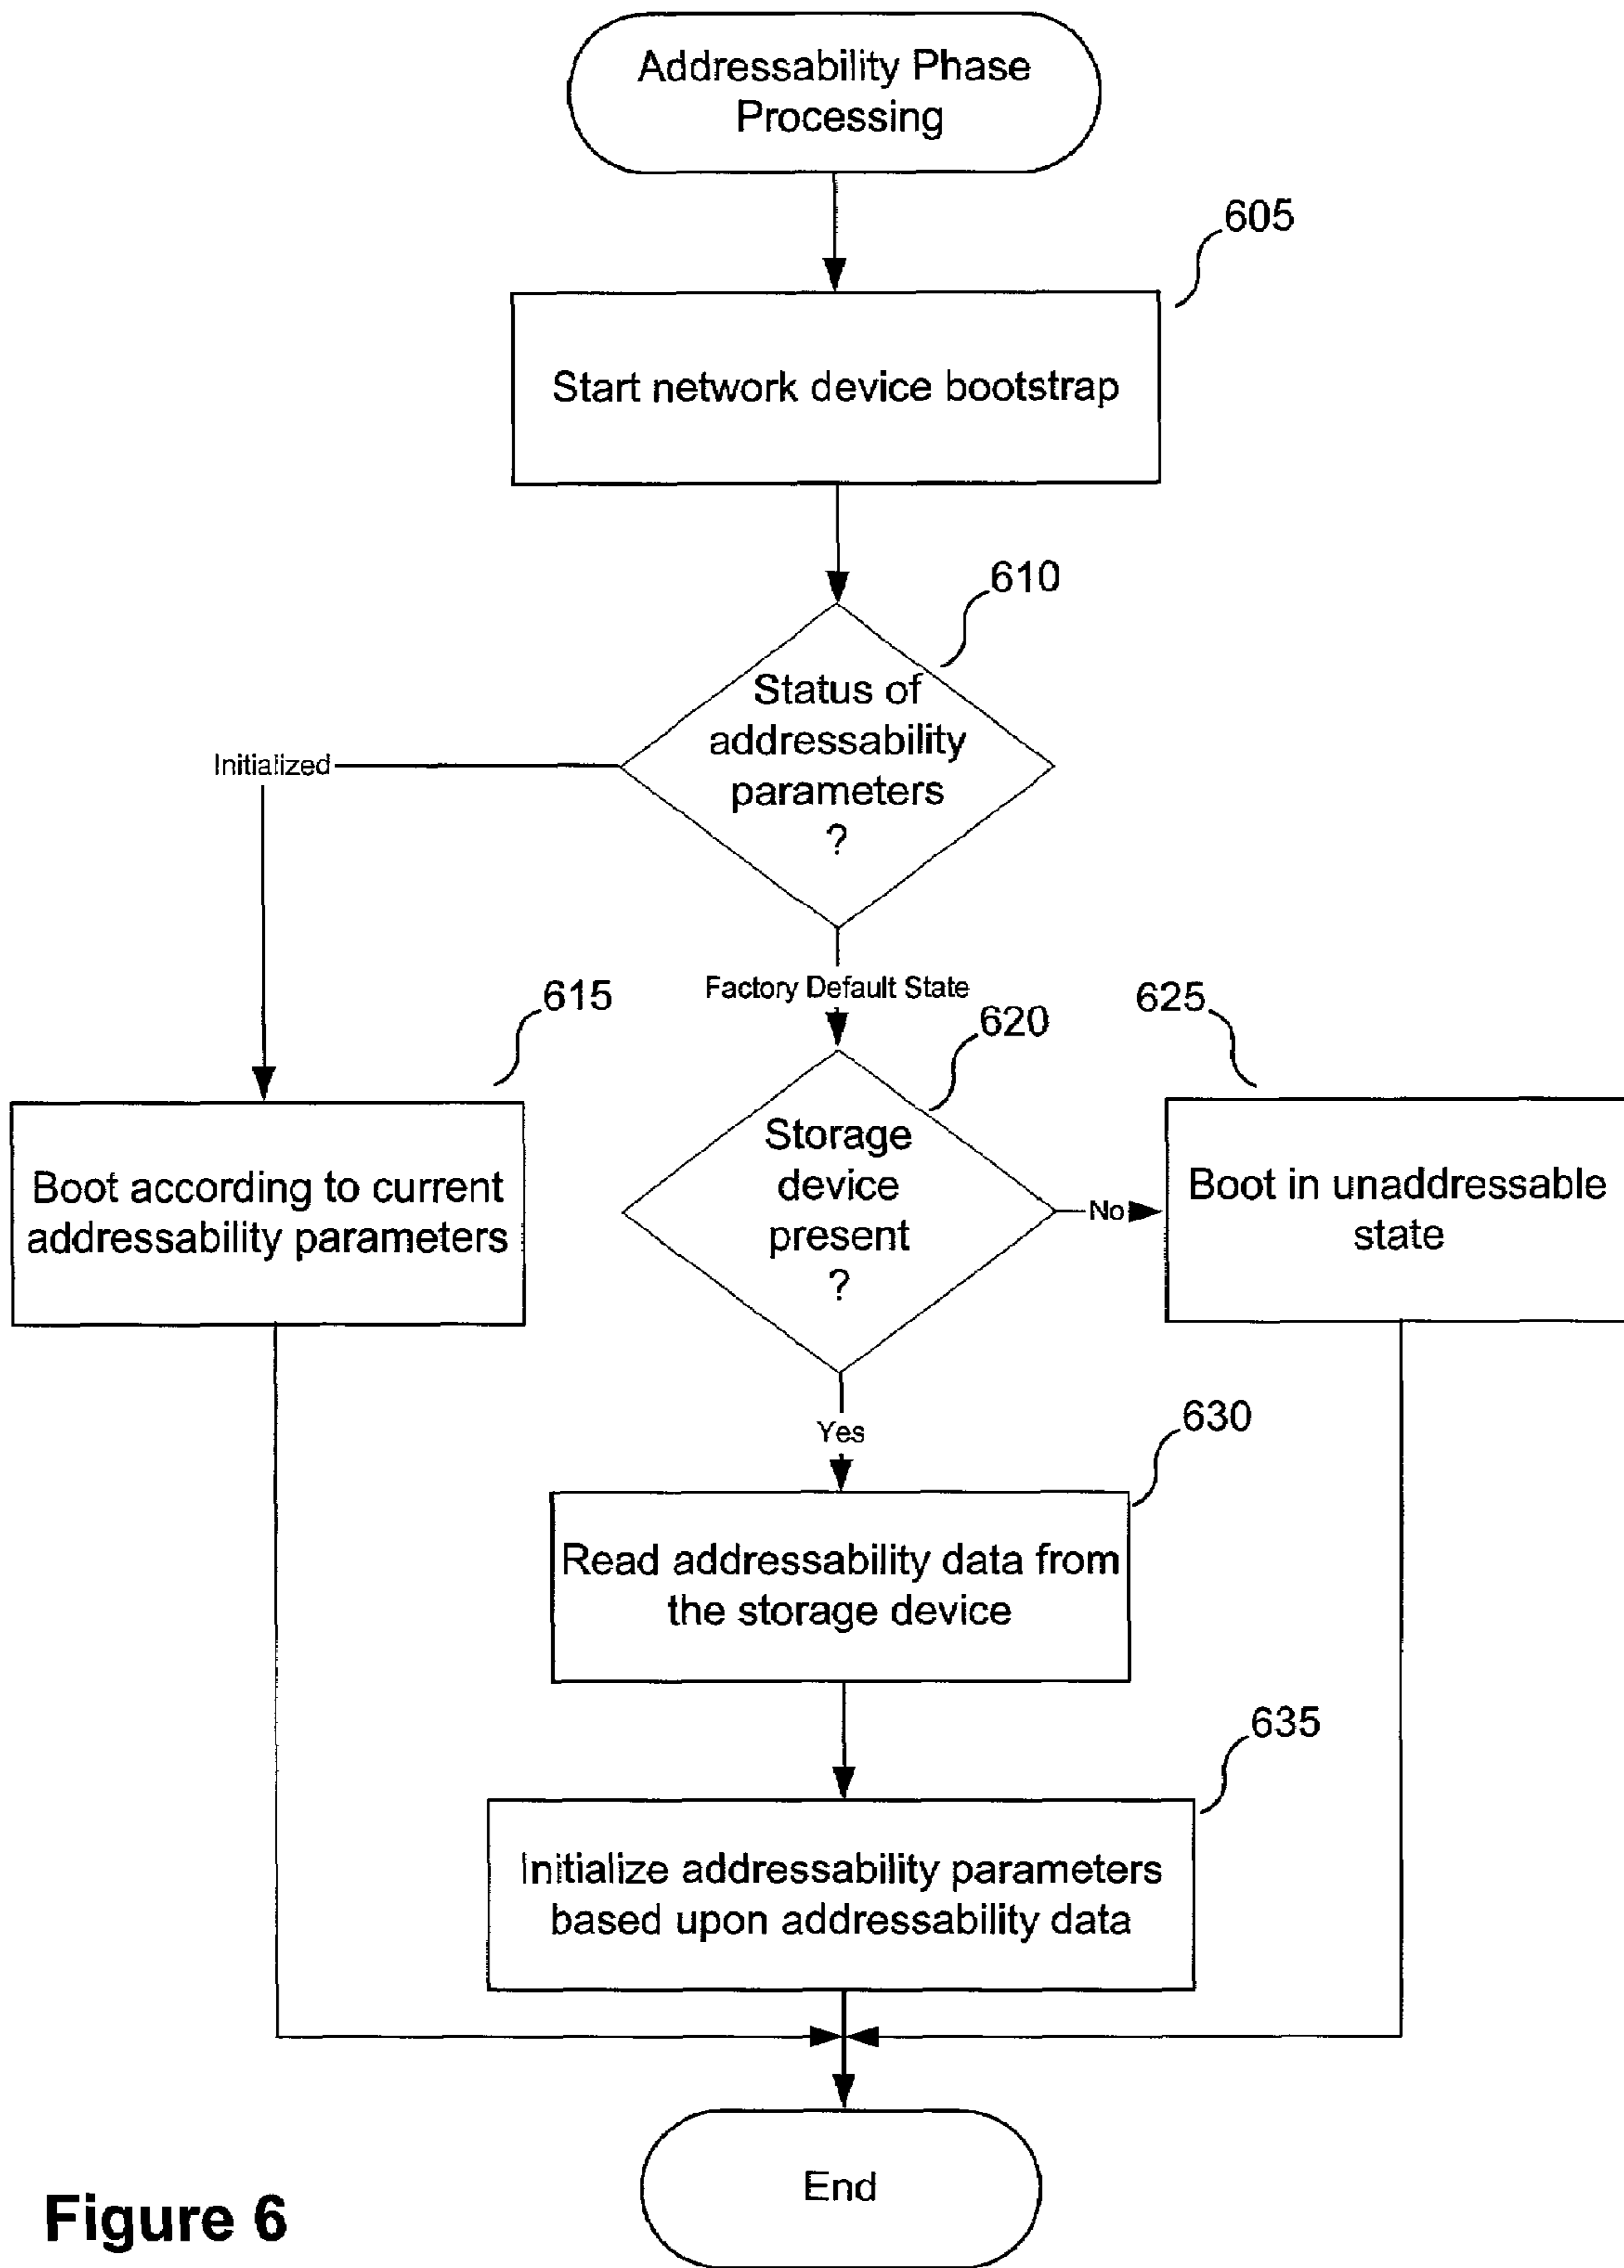 Addressability Phase
Processing
605
Start network device bootstrap
610
Status of
addressability
parameters
?
Initialized
Factory Default State
615
620
625
Boot according to current
addressability parameters
Storage
device
present
?
No
Boot in unaddressable
state
Yes
630
Read addressability data from
the storage device
635
Initialize addressability parameters
based upon addressability data
End
Figure 6